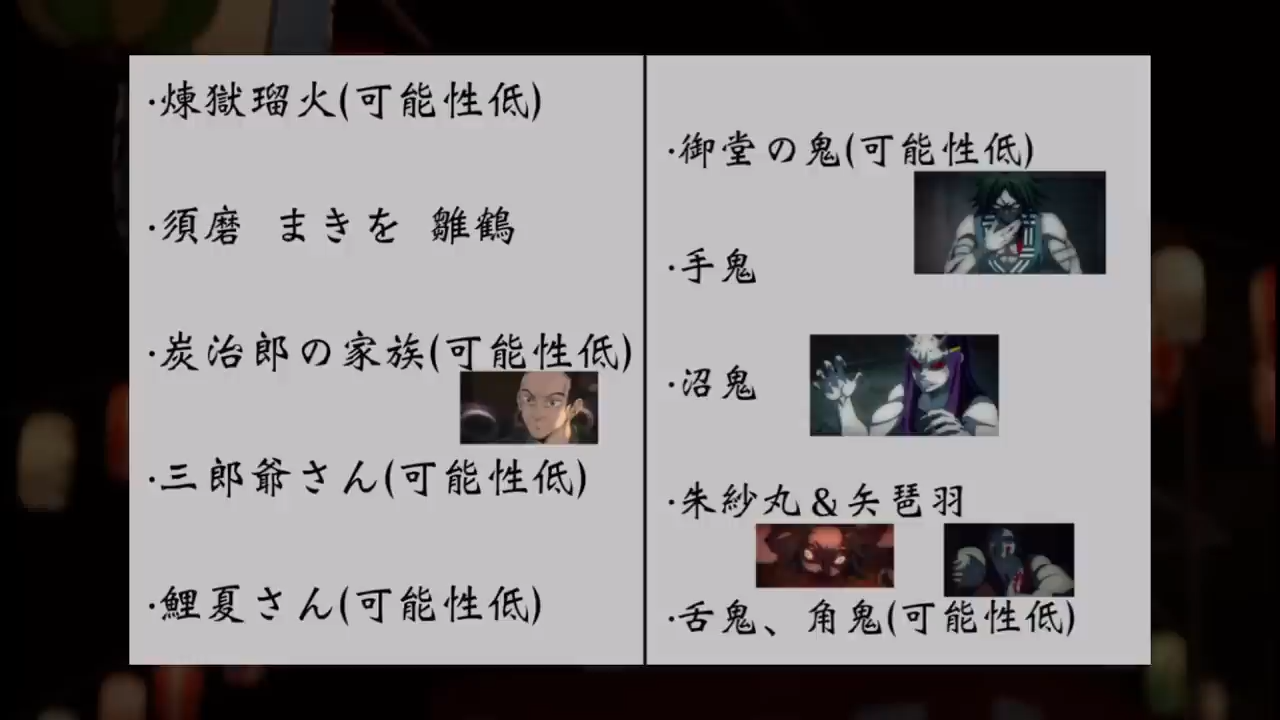 ・煉獄瑠火(可能性低)
・須磨 まきを 雛鶴
・炭治郎の家族(可能性低)
・三郎爺さん(可能性低)
・鯉夏さん(可能性低)
・御堂の鬼(可能性低)
・手鬼
・沼鬼
・朱紗丸&矢琶羽
・舌鬼、角鬼(可能性低)